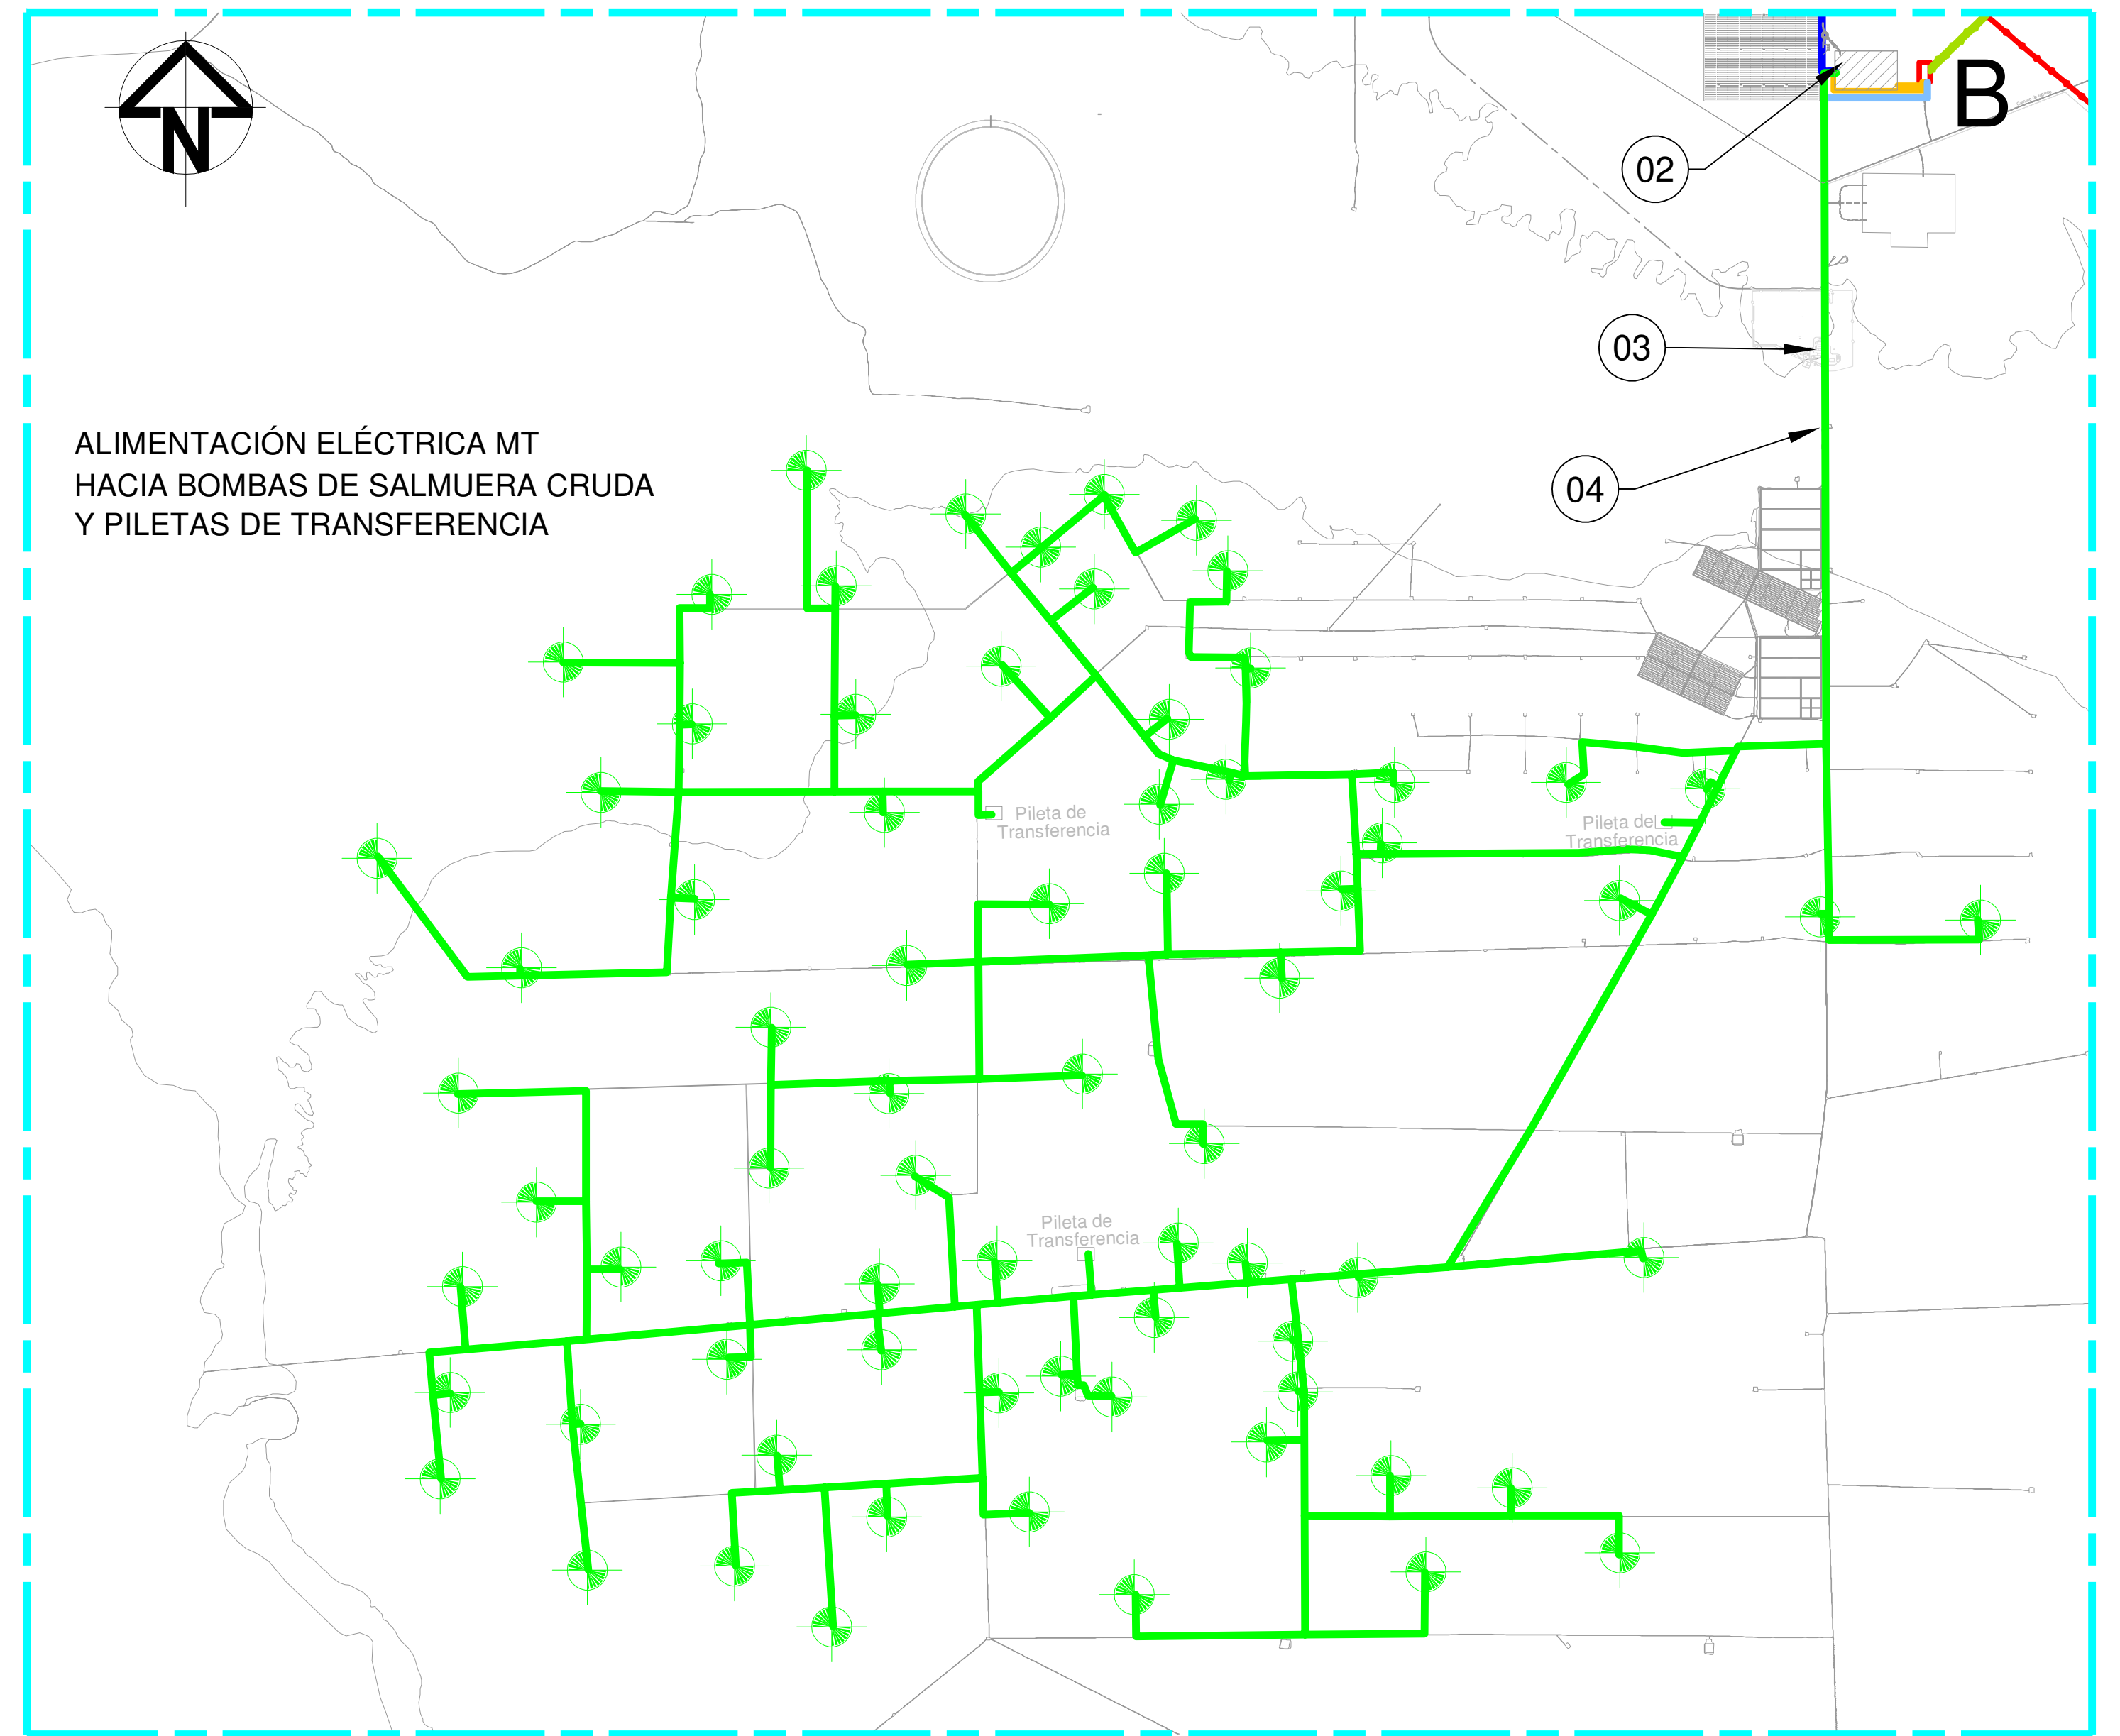 N
B
02
03
04
ALIMENTACIÓN ELÉCTRICA MT
HACIA BOMBAS DE SALMUERA CRUDA
Y PILETAS DE TRANSFERENCIA
Pileta de
Transferencia
Pileta de
Transferencia
Pileta de
Transferencia